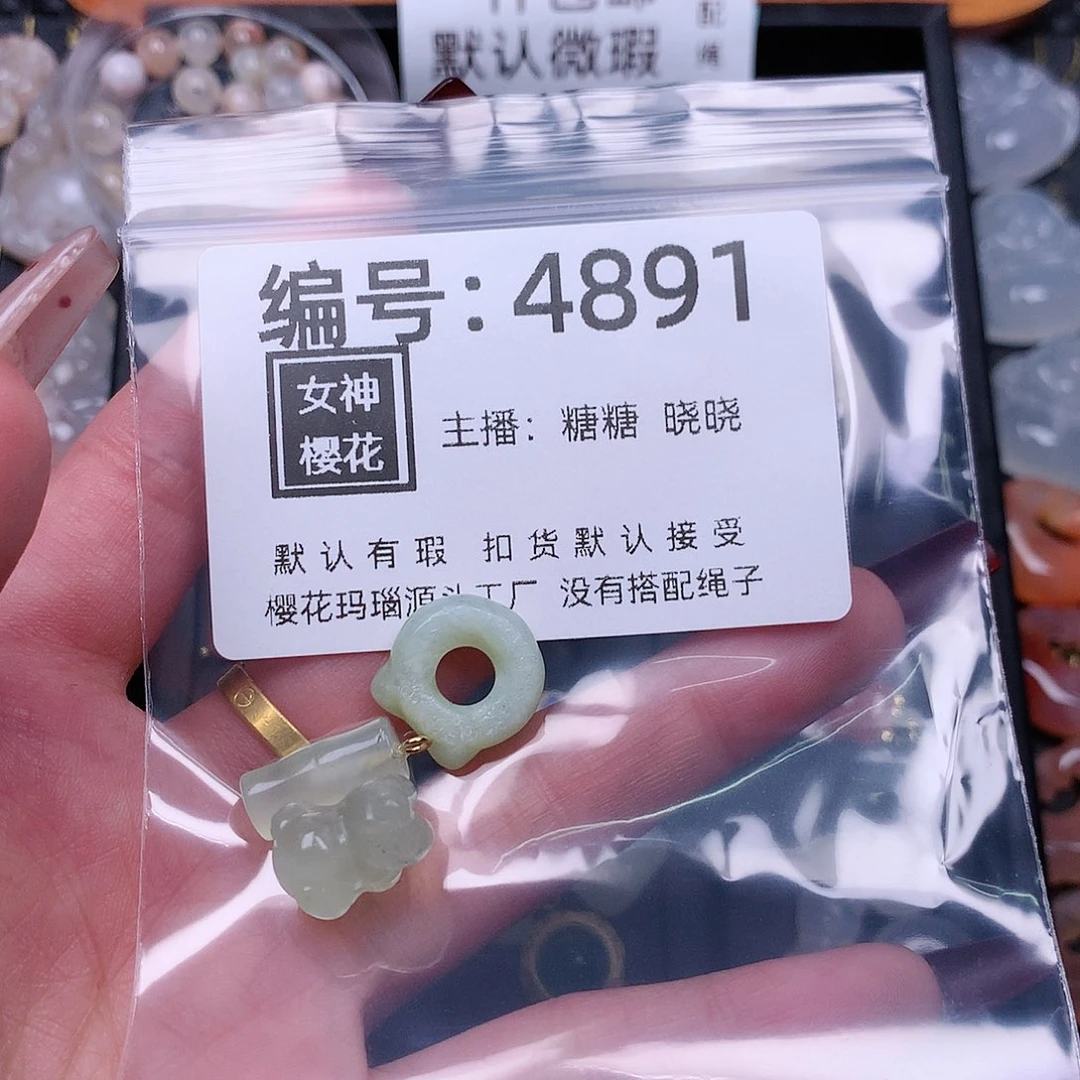 配
默认微瑕
编号:4891
女神
樱花
主播: 糖糖 晓晓
默认有瑕 扣货默认接受
樱花玛瑙源头工厂 没有搭配绳子